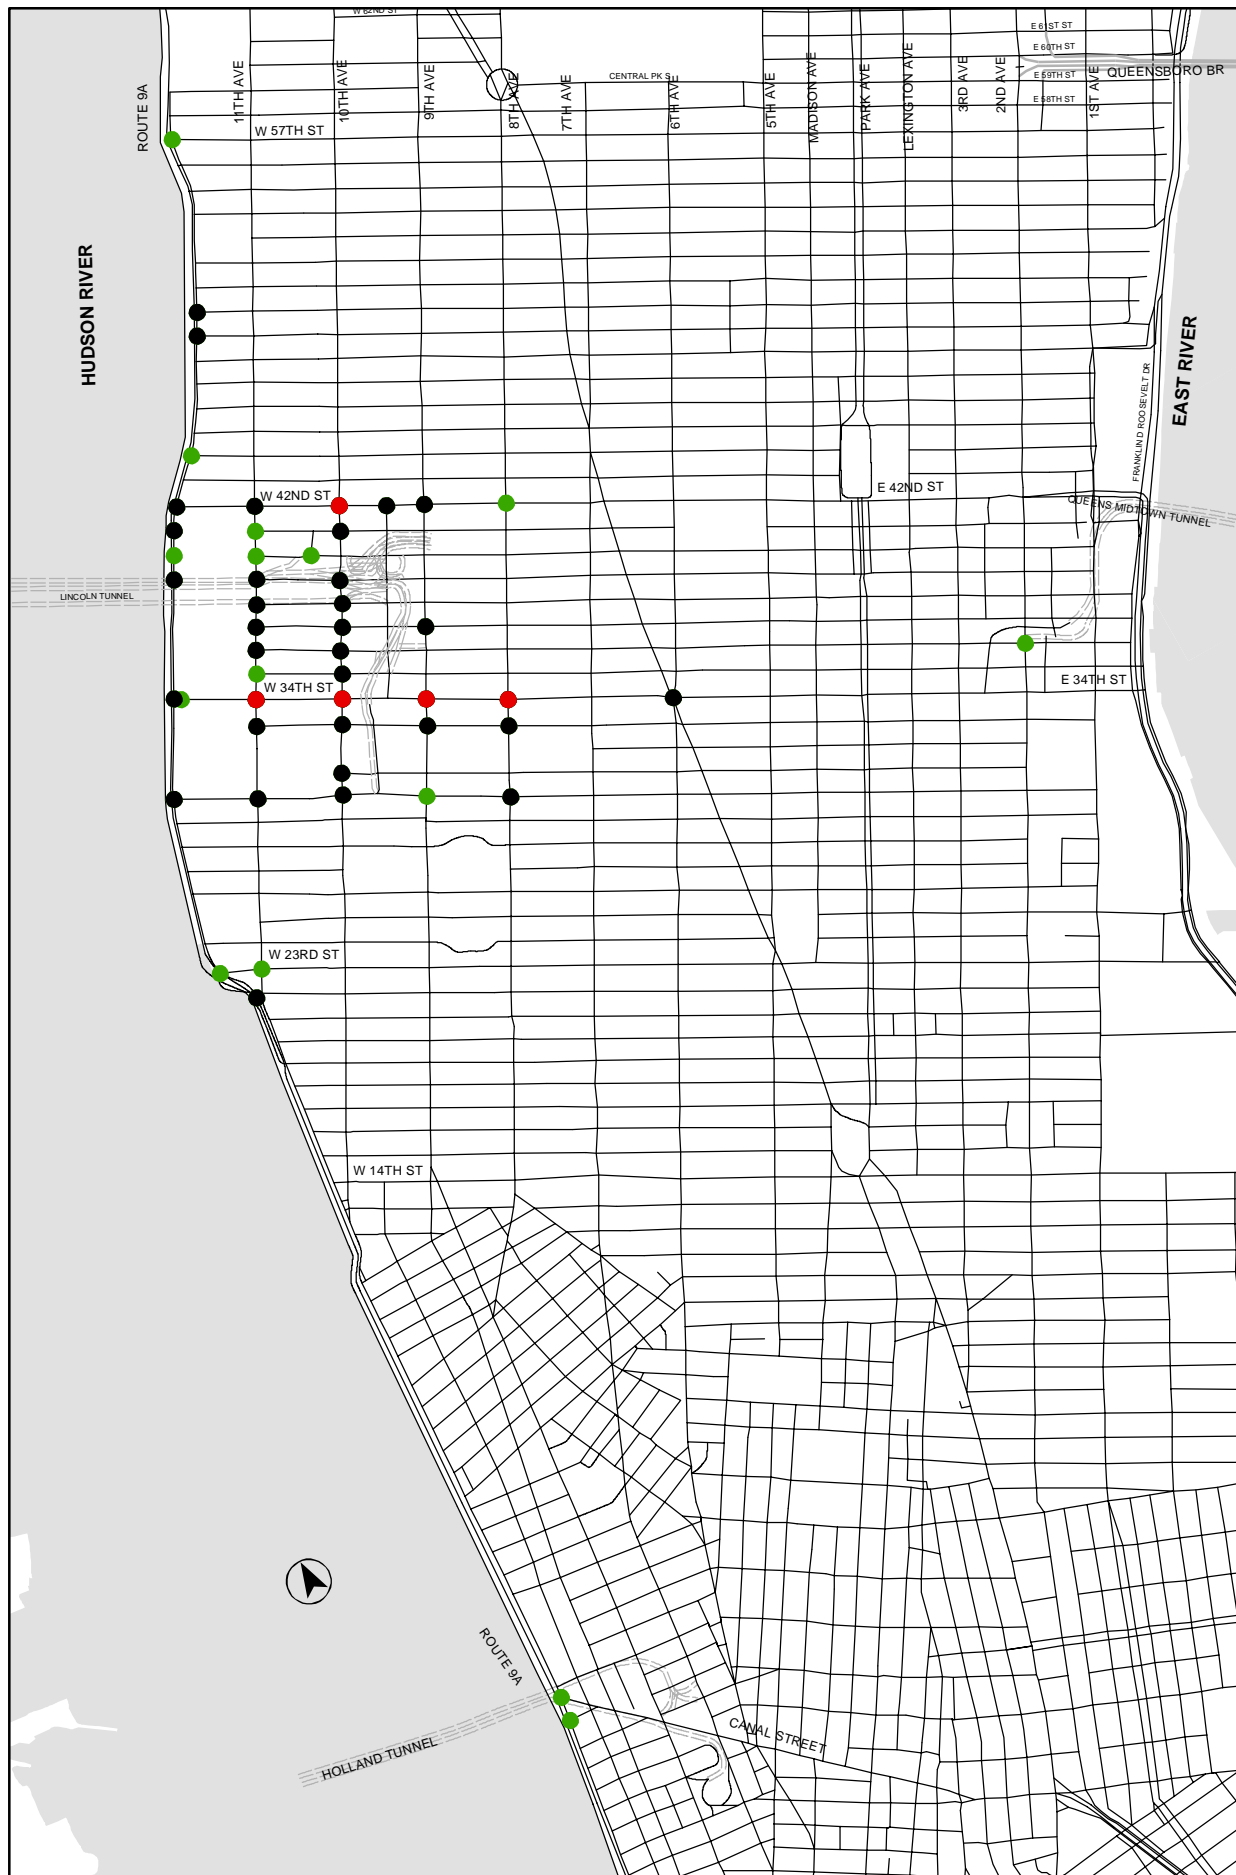 W 62ND ST
E 61ST ST
E 60TH ST
QUEENSBORO BR
E 59TH ST
E 58TH ST
CENTRAL PK S
ROUTE 9A
11TH AVE
10TH AVE
9TH AVE
8TH AVE
7TH AVE
6TH AVE
5TH AVE
MADISON AVE
PARK AVE
LEXINGTON AVE
3RD AVE
2ND AVE
1ST AVE
W 57TH ST
HUDSON RIVER
EAST RIVER
FRANKLIN D ROOSEVELT DR
W 42ND ST
E 42ND ST
QUEENS MIDTOWN TUNNEL
LINCOLN TUNNEL
W 34TH ST
E 34TH ST
W 23RD ST
W 14TH ST
ROUTE 9A
CANAL STREET
HOLLAND TUNNEL